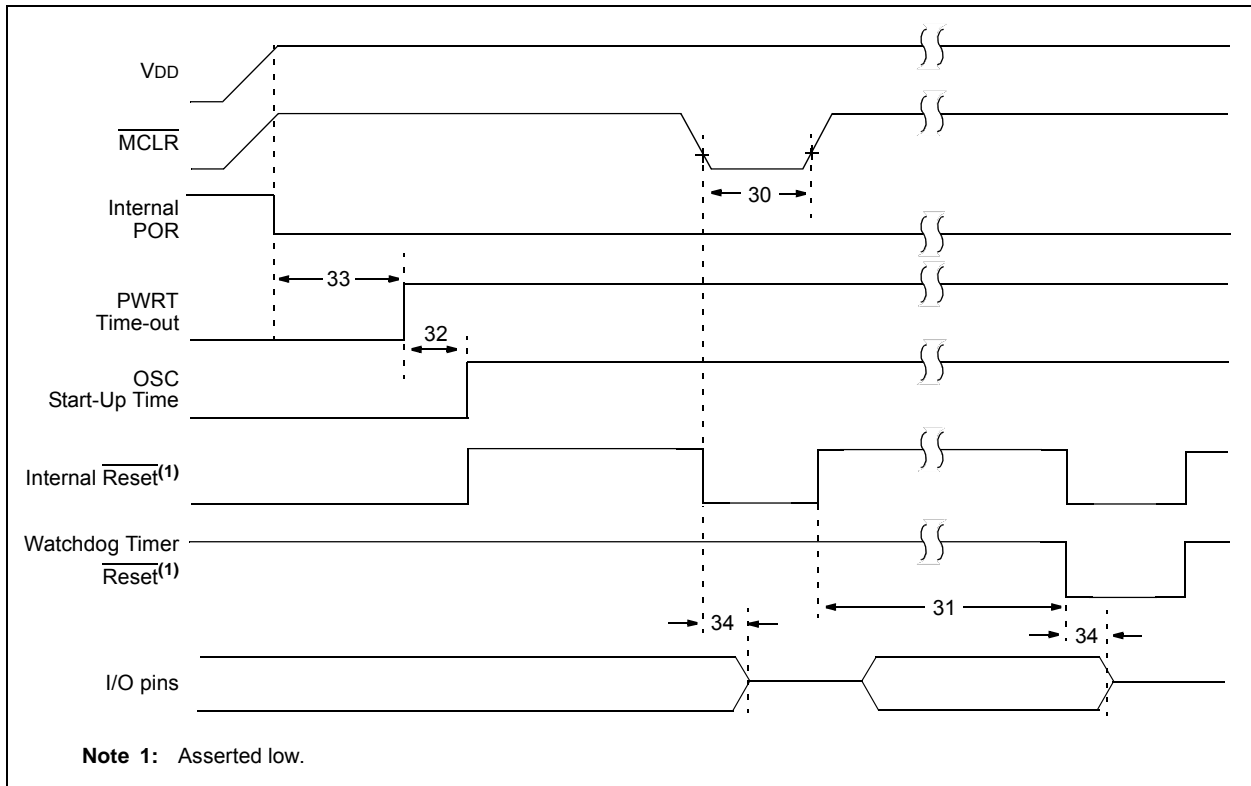 VDD
MCLR
30
Internal
POR
33
PWRT
Time-out
32
OSC
Start-Up Time
Internal Reset(1)
Watchdog Timer
Reset(1)
31
34
34
I/O pins
Note 1: Asserted low.